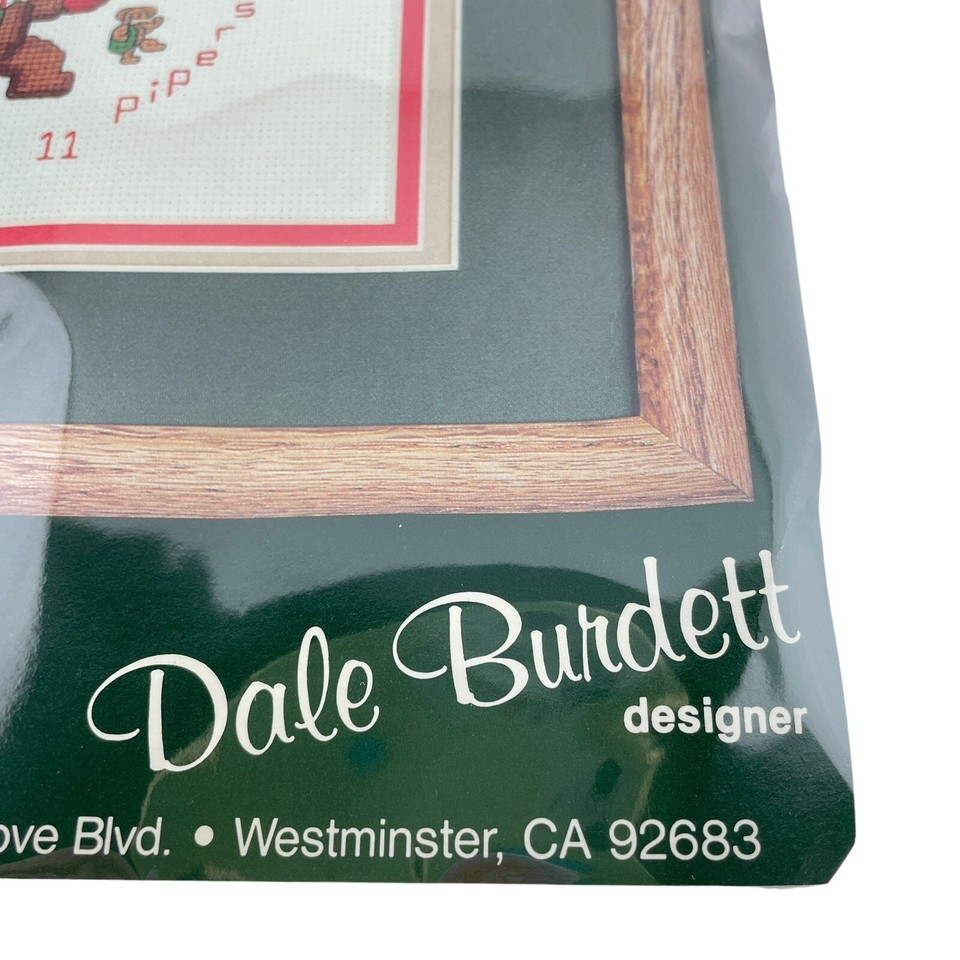 11 pipers
Dale Burdett
designer
ove Blvd. • Westminster, CA 92683